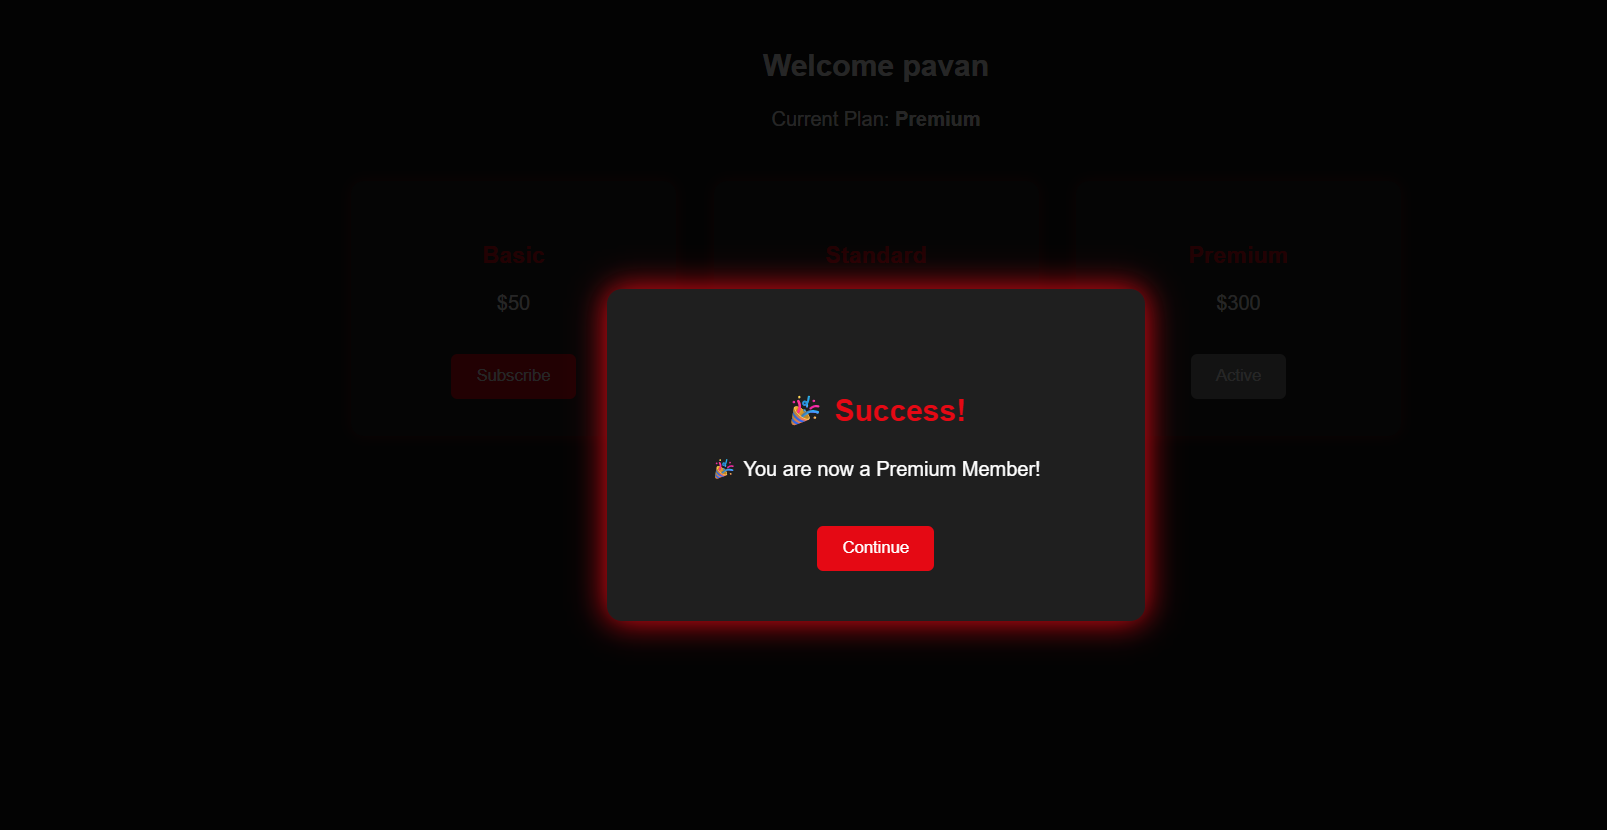 Welcome pavan
Current Plan: Premium
Basic
$50
Subscribe
Standard
Premium
$300
Active
🎉 Success!
🎉 You are now a Premium Member!
Continue